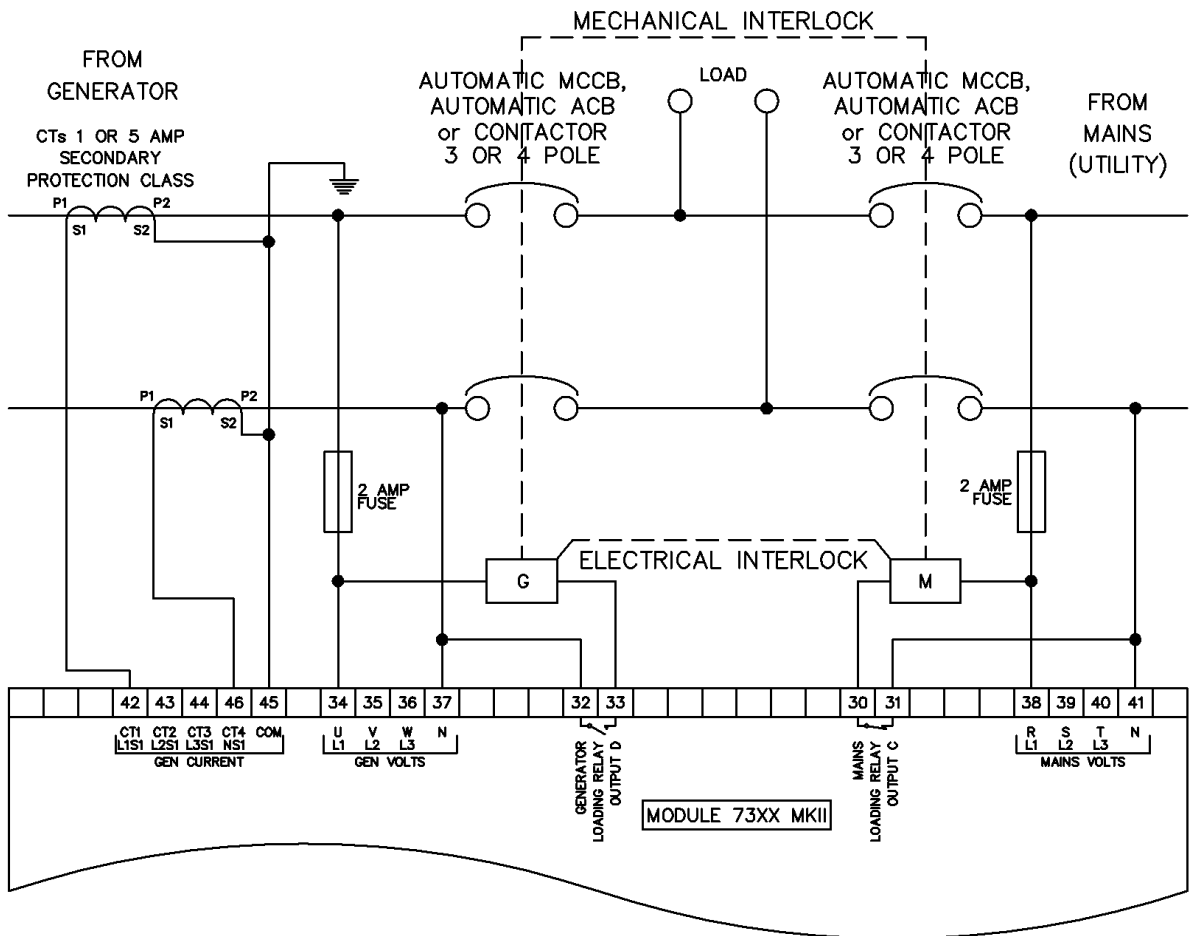 MECHANICAL INTERLOCK
FROM
GENERATOR
CTs 1 OR 5 AMP
SECONDARY
PROTECTION CLASS
AUTOMATIC MCCB,
AUTOMATIC ACB
or CONTACTOR
3 OR 4 POLE
LOAD
AUTOMATIC MCCB,
AUTOMATIC ACB
or CONTACTOR
3 OR 4 POLE
FROM
MAINS
(UTILITY)
P1 P2
S1 S2
P1 P2
S1 S2
2 AMP
FUSE
2 AMP
FUSE
ELECTRICAL INTERLOCK
G
M
42 43 44 46 45 34 35 36 37 32 33 30 31 38 39 40 41
CT1 CT2 CT3 CT4 COM
L1S1 L2S1 L3S1 NS1
GEN CURRENT
U V W N
L1 L2 L3
GEN VOLTS
GENERATOR
LOADING RELAY
OUTPUT D
MODULE 73XX MKII
MAINS
LOADING RELAY
OUTPUT C
R S T N
L1 L2 L3
MAINS VOLTS